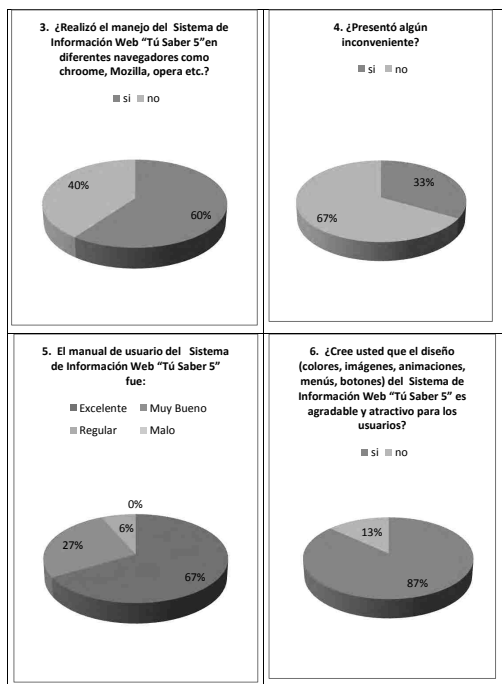 3. ¿Realizó el manejo del Sistema de
Información Web “Tú Saber 5”en
diferentes navegadores como
chroome, Mozilla, opera etc.?
si no
40%
60%
4. ¿Presentó algún
inconveniente?
si no
33%
67%
5. El manual de usuario del Sistema
de Información Web “Tú Saber 5”
fue:
Excelente Muy Bueno
Regular Malo
0%
6%
27%
67%
6. ¿Cree usted que el diseño
(colores, imágenes, animaciones,
menús, botones) del Sistema de
Información Web “Tú Saber 5” es
agradable y atractivo para los
usuarios?
si no
13%
87%